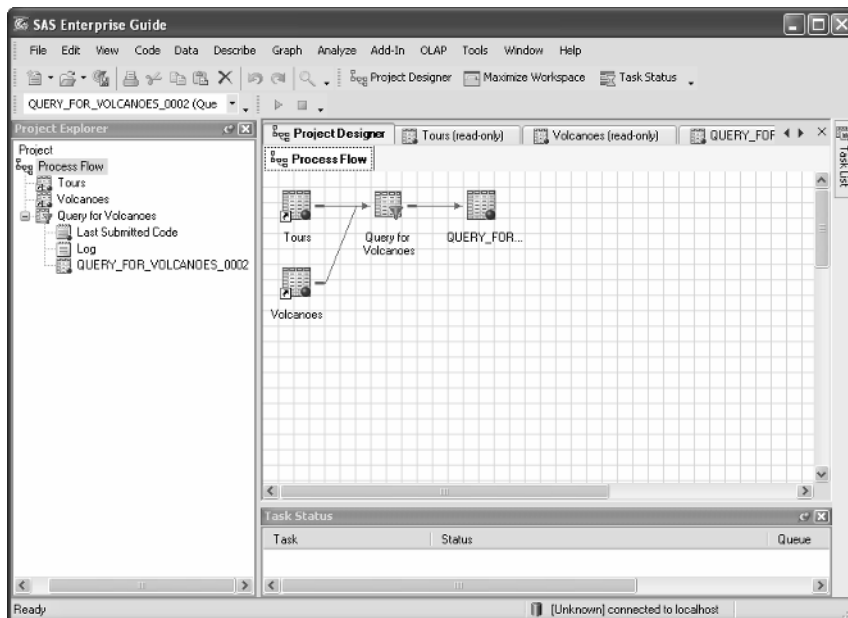 SAS Enterprise Guide
File Edit View Code Data Describe Graph Analyze Add-In OLAP Tools Window Help
Project Designer Maximize Workspace Task Status
QUERY_FOR_VOLCANOES_0002 (Que
Project Explorer
Project
Process Flow
Tours
Volcanoes
Query for Volcanoes
Last Submitted Code
Log
QUERY_FOR_VOLCANOES_0002
Project Designer Tours (read-only) Volcanoes (read-only) QUERY_FOF
Process Flow
Tours
Query for
Volcanoes
QUERY_FOR...
Volcanoes
Task List
Task Status
Task Status Queue
Ready
[Unknown] connected to localhost